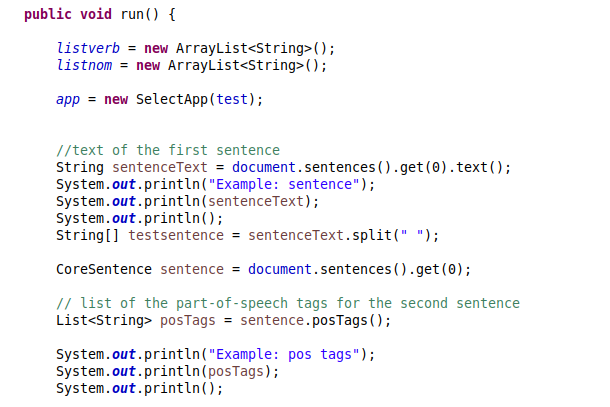 public void run() {
listverb = new ArrayList<String>();
listnom = new ArrayList<String>();
app = new SelectApp(test);
//text of the first sentence
String sentenceText = document.sentences().get(0).text();
System.out.println("Example: sentence");
System.out.println(sentenceText);
System.out.println();
String[] testsentence = sentenceText.split(" ");
CoreSentence sentence = document.sentences().get(0);
// list of the part-of-speech tags for the second sentence
List<String> posTags = sentence.posTags();
System.out.println("Example: pos tags");
System.out.println(posTags);
System.out.println();